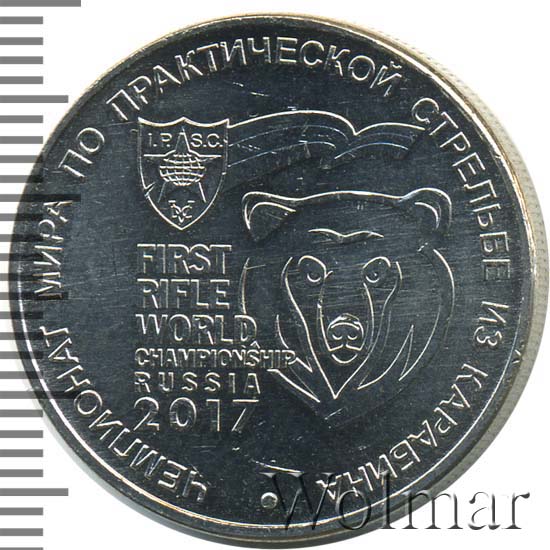 ЧЕМПИОНАТ МИРА ПО ПРАКТИЧЕСКОЙ СТРЕЛЬБЕ ИЗ КАРАБИНА
I.P.S.C.
FIRST
RIFLE
WORLD
CHAMPIONSHIP
RUSSIA
2017
Wolmar